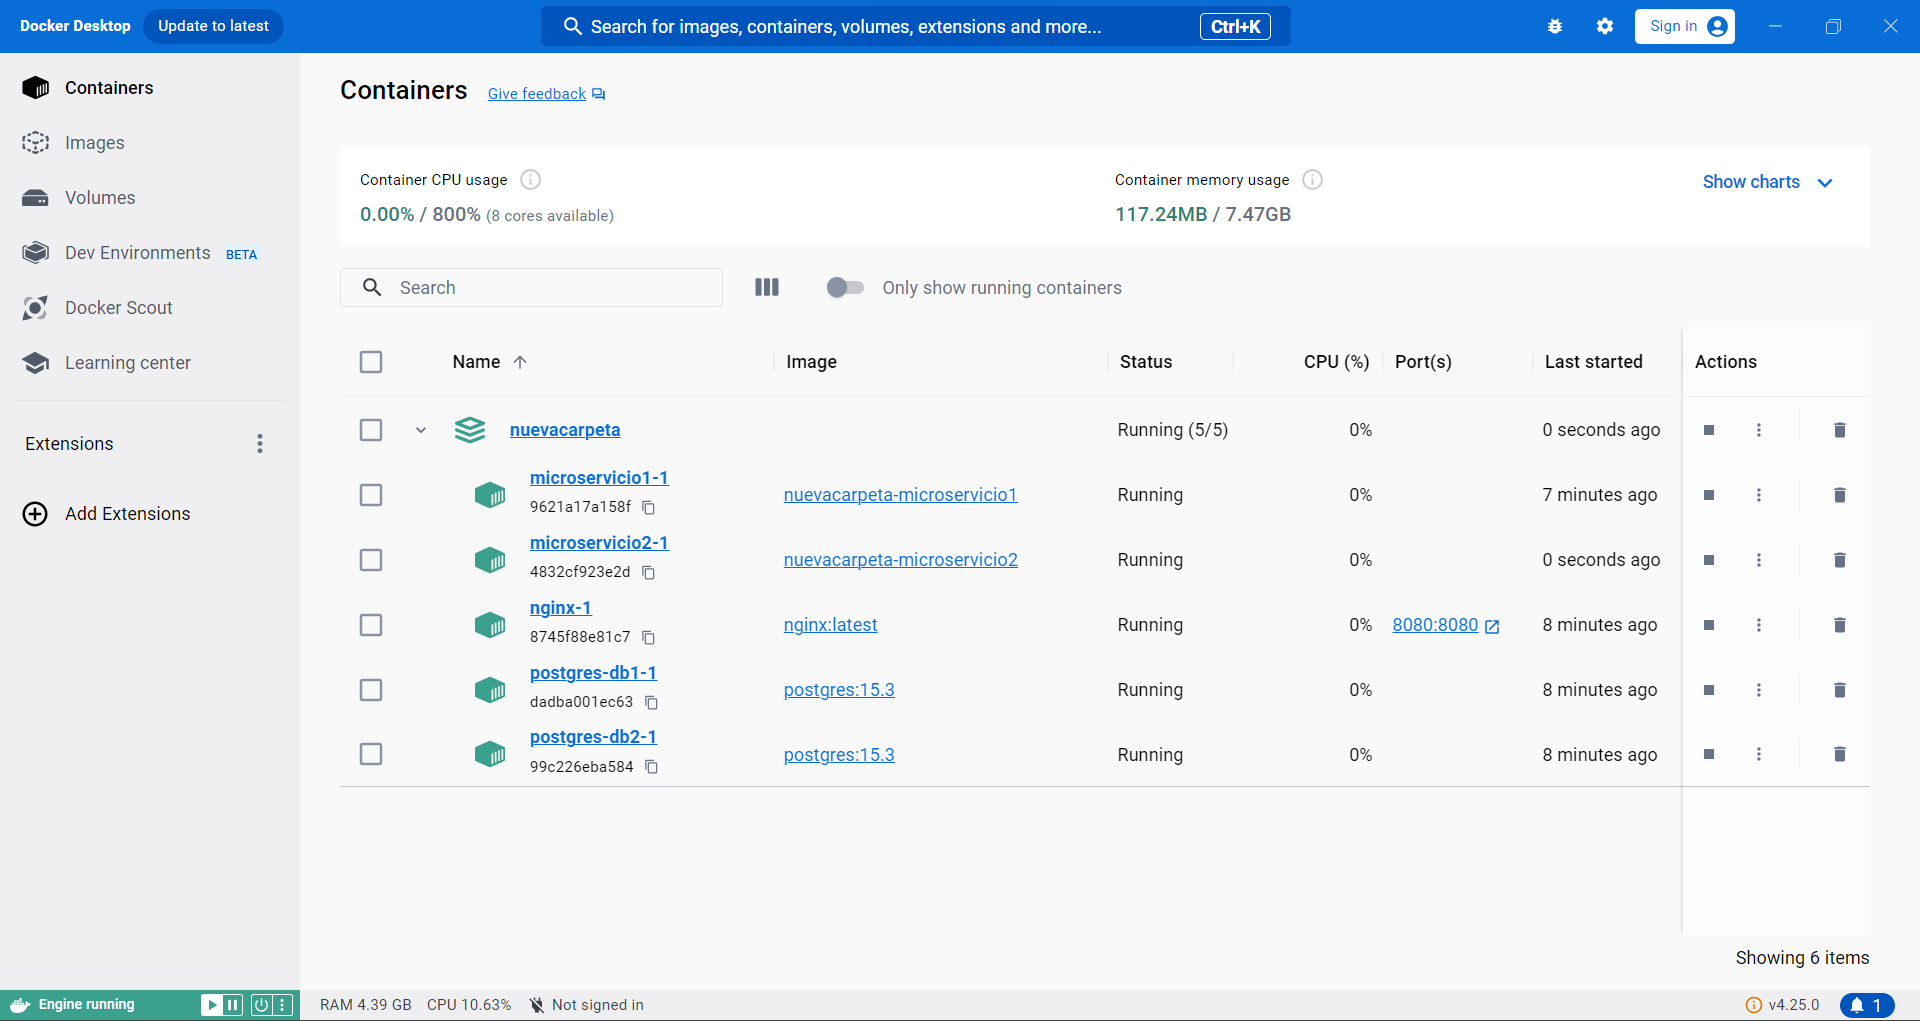 Docker Desktop Update to latest Search for images, containers, volumes, extensions and more... Ctrl+K Sign in
Containers
Images
Volumes
Dev Environments BETA
Docker Scout
Learning center
Extensions
Add Extensions
Containers Give feedback
Container CPU usage
0.00% / 800% (8 cores available)
Container memory usage
117.24MB / 7.47GB
Show charts
Search
Only show running containers
Name Image Status CPU (%) Port(s) Last started Actions
nuevacarpeta Running (5/5) 0% 0 seconds ago
microservicio1-1
9621a17a158f
nuevacarpeta-microservicio1 Running 0% 7 minutes ago
microservicio2-1
4832cf923e2d
nuevacarpeta-microservicio2 Running 0% 0 seconds ago
nginx-1
8745f88e81c7
nginx:latest Running 0% 8080:8080 8 minutes ago
postgres-db1-1
dadba001ec63
postgres:15.3 Running 0% 8 minutes ago
postgres-db2-1
99c226eba584
postgres:15.3 Running 0% 8 minutes ago
Showing 6 items
Engine running RAM 4.39 GB CPU 10.63% Not signed in v4.25.0 1